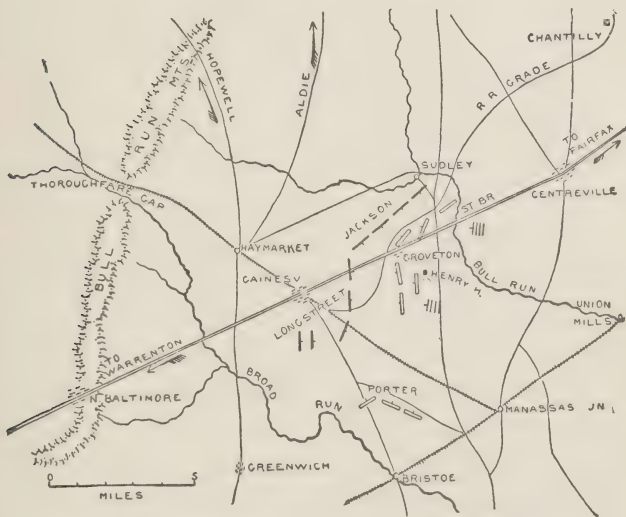 CHANTILLY
HOPEWELL
ALDIE
R R GRADE
RUN MTS.
TO FAIRFAX
THOROUGHFARE GAP
SUDLEY
CENTREVILLE
ST BR
JACKSON
HAYMARKET
GROVETON
BULL
GAINESV
HENRY H.
BULL RUN
UNION MILLS
LONGSTREET
TO WARRENTON
PORTER
N BALTIMORE
BROAD RUN
MANASSAS JN
GREENWICH
BRISTOE
0 5
MILES